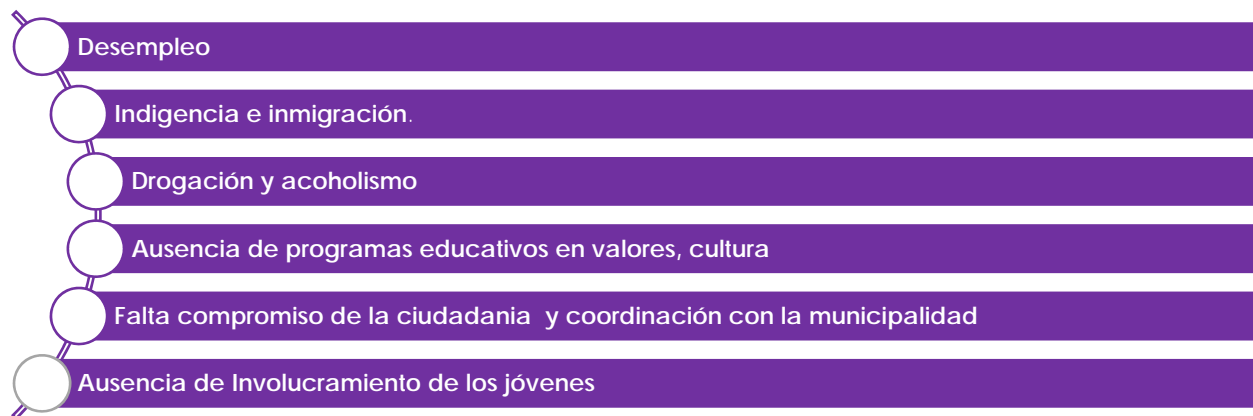 Desempleo
Indigencia e inmigración.
Drogación y acoholismo
Ausencia de programas educativos en valores, cultura
Falta compromiso de la ciudadania  y coordinación con la municipalidad
Ausencia de Involucramiento de los jóvenes